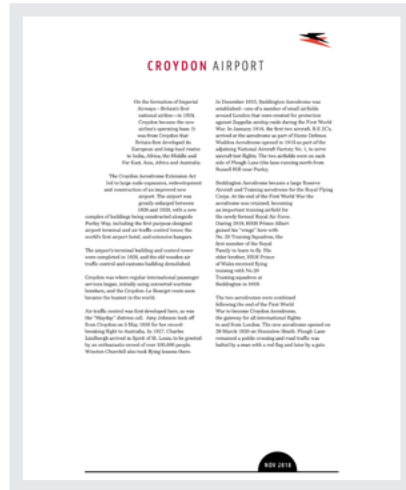 CROYDON AIRPORT
On the formation of Imperial
Airways – Britain's first
national airline – in 1924,
Croydon became the new
airline's operating base. It
was from Croydon that
Britain first developed its
European and long-haul routes
to India, Africa, the Middle and
Far East, Asia, Africa and Australia.
The Croydon Aerodrome Extension Act
led to large scale expansion, redevelopment
and construction of an improved new
airport. The airport was
greatly enlarged between
1926 and 1928, with a new
complex of buildings being constructed alongside
Purley Way, including the first purpose-designed
airport terminal and air traffic control tower, the
world's first airport hotel, and extensive hangars.
The airport's terminal building and control tower
were completed in 1928, and the old wooden air
traffic control and customs building demolished.
Croydon was where regular international passenger
services began, initially using converted wartime
bombers, and the Croydon-Le Bourget route soon
became the busiest in the world.
Air traffic control was first developed here, as was
the "Mayday" distress call. Amy Johnson took off
from Croydon on 5 May 1930 for her record-
breaking flight to Australia. In 1927, Charles
Lindbergh arrived in Spirit of St. Louis, to be greeted
by an enthusiastic crowd of over 100,000 people.
Winston Churchill also took flying lessons there.
In December 1915, Beddington Aerodrome was
established – one of a number of small airfields
around London that were created for protection
against Zeppelin airship raids during the First World
War. In January 1916, the first two aircraft, B.E 2C's,
arrived at the aerodrome as part of Home Defence.
Waddon Aerodrome opened in 1918 as part of the
adjoining National Aircraft Factory No. 1, to serve
aircraft test flights. The two airfields were on each
side of Plough Lane (the lane running north from
Russell Hill near Purley.
Beddington Aerodrome became a large Reserve
Aircraft and Training aerodrome for the Royal Flying
Corps. At the end of the First World War the
aerodrome was retained, becoming
an important training airfield for
the newly formed Royal Air Force.
During 1919, HRH Prince Albert
gained his "wings" here with
No. 29 Training Squadron, the
first member of the Royal
Family to learn to fly. His
elder brother, HRH Prince
of Wales received flying
training with No.29
Training squadron at
Beddington in 1919.
The two aerodromes were combined
following the end of the First World
War to become Croydon Aerodrome,
the gateway for all international flights
to and from London. The new aerodrome opened on
29 March 1920 on Hounslow Heath. Plough Lane
remained a public crossing and road traffic was
halted by a man with a red flag and later by a gate.
NOV 2018